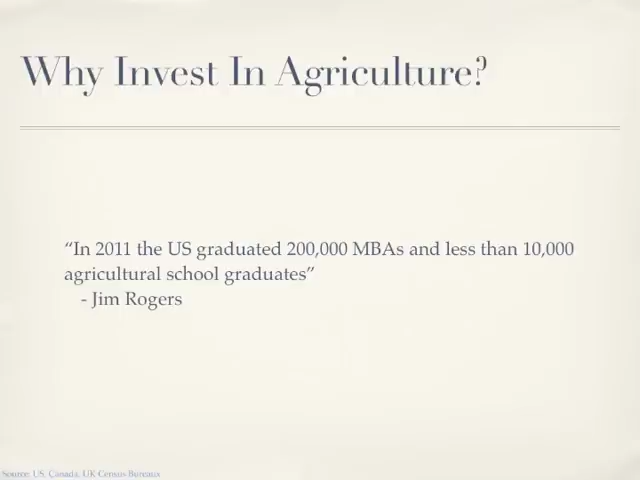 Why Invest In Agriculture?
“In 2011 the US graduated 200,000 MBAs and less than 10,000
agricultural school graduates”
- Jim Rogers
Source: US, Canada, UK Census Bureaux